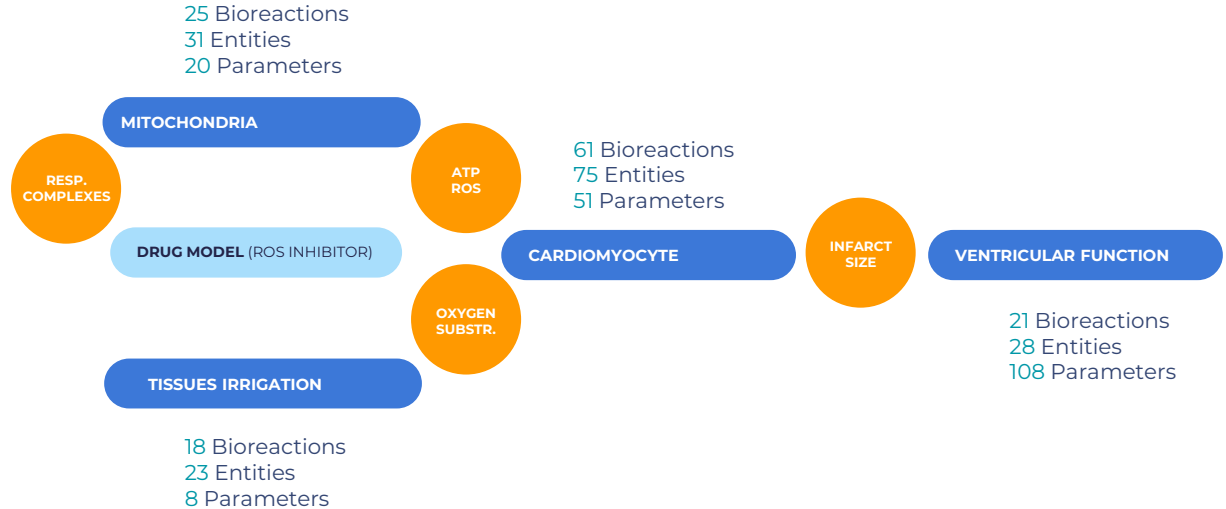 25 Bioreactions
31 Entities
20 Parameters
MITOCHONDRIA
RESP.
COMPLEXES
ATP
ROS
DRUG MODEL (ROS INHIBITOR)
OXYGEN
SUBSTR.
TISSUES IRRIGATION
18 Bioreactions
23 Entities
8 Parameters
61 Bioreactions
75 Entities
51 Parameters
CARDIOMYOCYTE
INFARCT
SIZE
VENTRICULAR FUNCTION
21 Bioreactions
28 Entities
108 Parameters